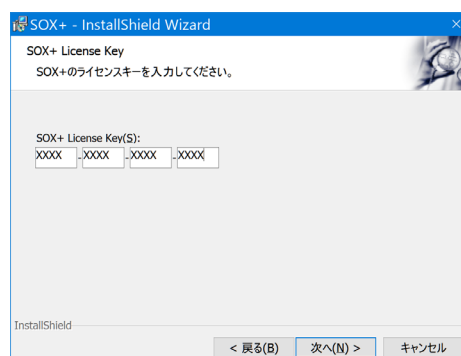 SOX+ - InstallShield Wizard
SOX+ License Key
SOX+のライセンスキーを入力してください。
SOX+ License Key(S):
XXXX - XXXX - XXXX - XXXX
InstallShield
< 戻る(B) 次へ(N) > キャンセル